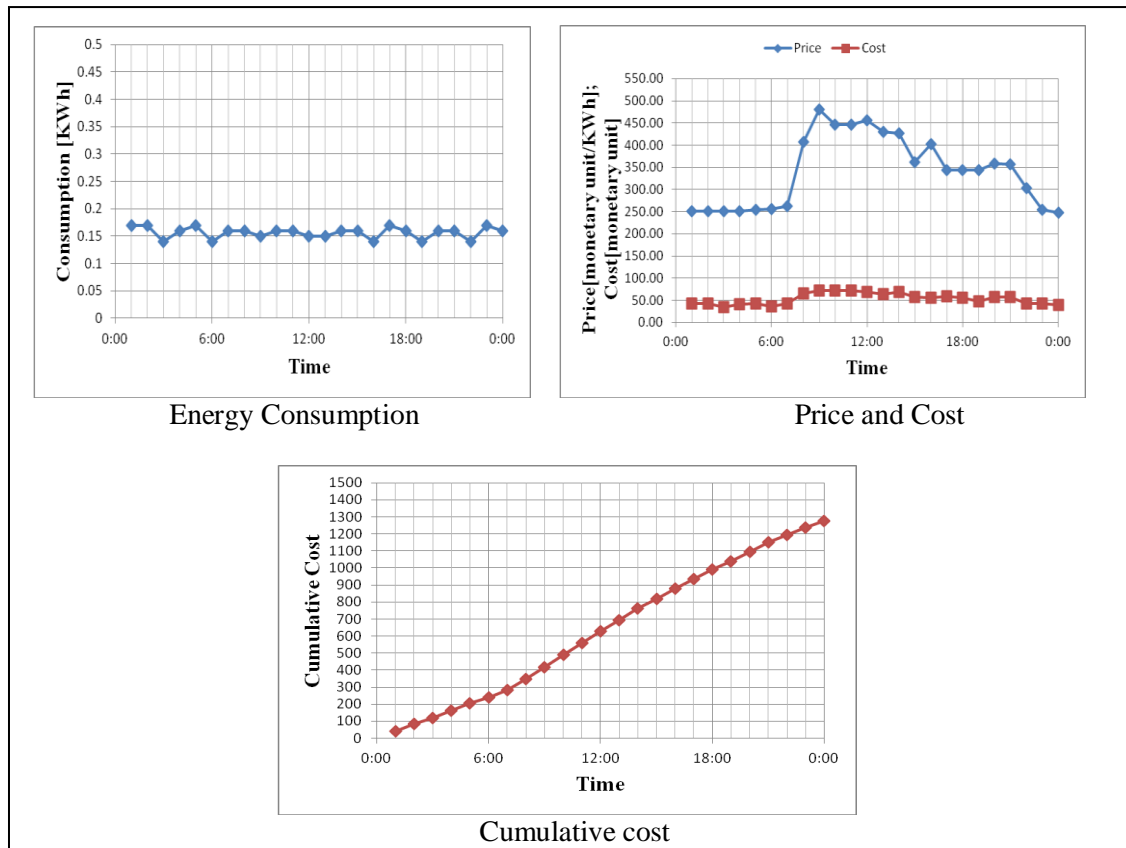 0.5
0.45
0.4
0.35
0.3
0.25
0.2
0.15
0.1
0.05
0
Consumption [KWh]
0:00 6:00 12:00 18:00 0:00
Time
Energy Consumption
Price Cost
550.00
500.00
450.00
400.00
350.00
300.00
250.00
200.00
150.00
100.00
50.00
0.00
Price[monetary unit/KWh];
Cost[monetary unit]
0:00 6:00 12:00 18:00 0:00
Time
Price and Cost
1500
1400
1300
1200
1100
1000
900
800
700
600
500
400
300
200
100
0
Cumulative Cost
0:00 6:00 12:00 18:00 0:00
Time
Cumulative cost